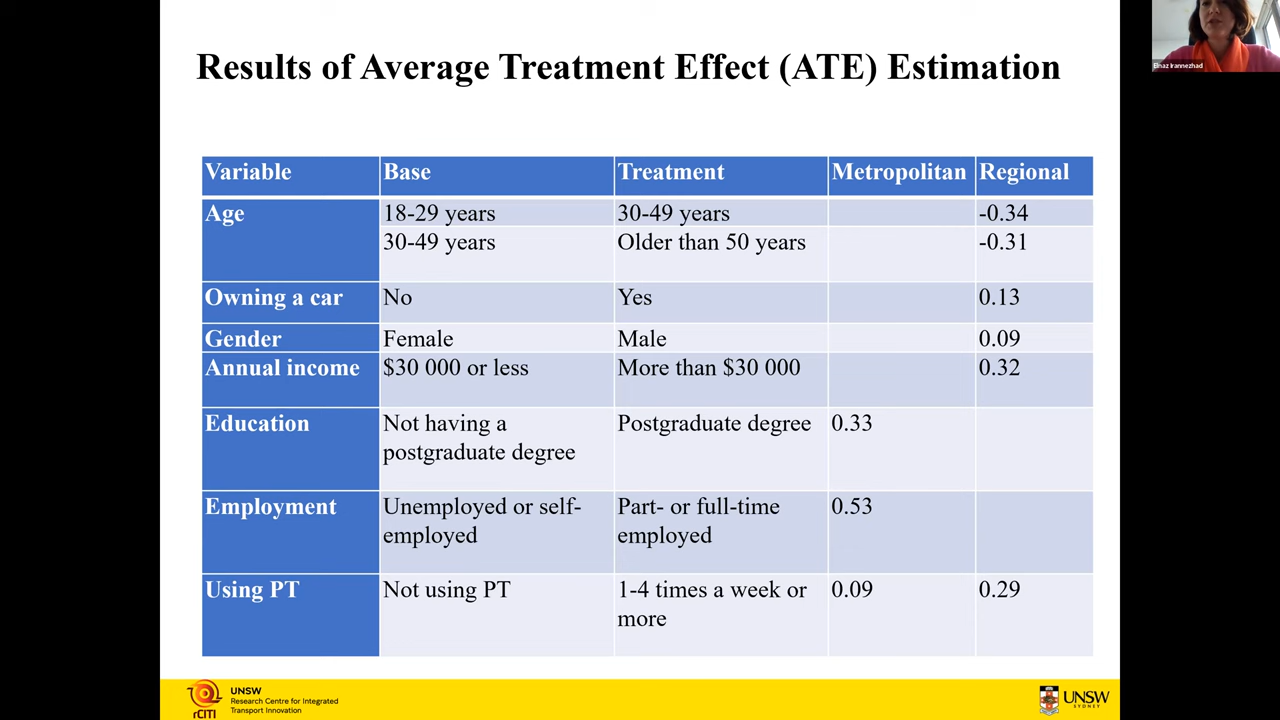 Results of Average Treatment Effect (ATE) Estimation
Elnaz Irannezhad
Variable Base Treatment Metropolitan Regional
Age 18-29 years 30-49 years -0.34
30-49 years Older than 50 years -0.31
Owning a car No Yes 0.13
Gender Female Male 0.09
Annual income $30 000 or less More than $30 000 0.32
Education Not having a Postgraduate degree 0.33
postgraduate degree
Employment Unemployed or self- Part- or full-time 0.53
employed employed
Using PT Not using PT 1-4 times a week or 0.09 0.29
more
rCITI
UNSW
Research Centre for Integrated
Transport Innovation
UNSW
SYDNEY